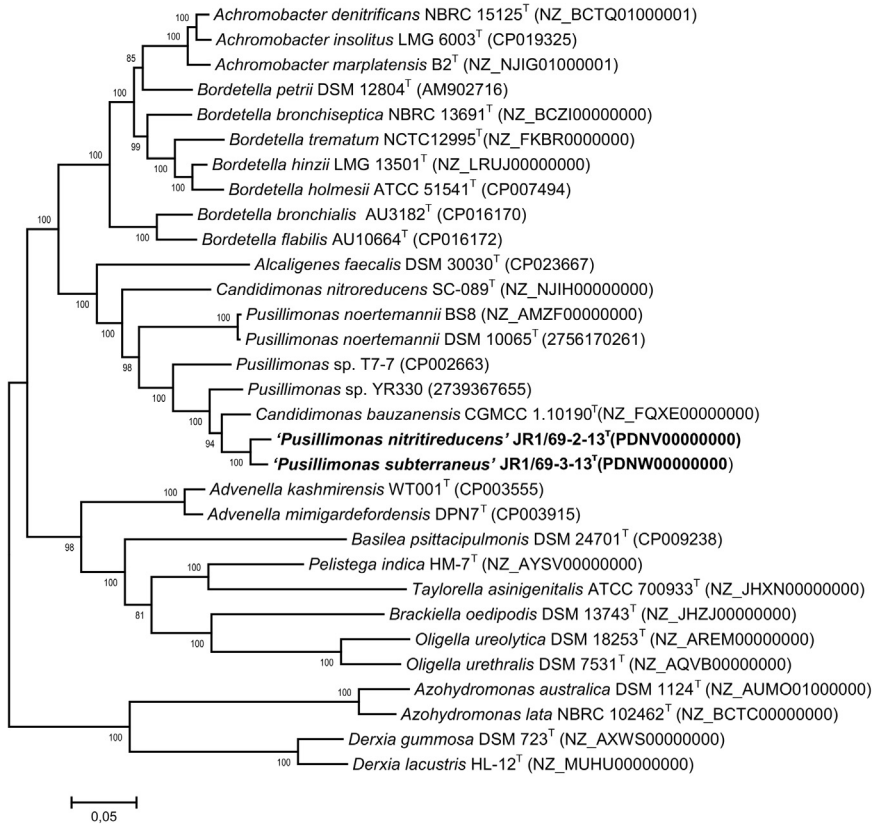 100 Achromobacter denitrificans NBRC 15125T (NZ_BCTQ01000001)
100 Achromobacter insolitus LMG 6003T (CP019325)
Achromobacter marplatensis B2T (NZ_NJIG01000001)
85
Bordetella petrii DSM 12804T (AM902716)
100
Bordetella bronchiseptica NBRC 13691T (NZ_BCZI00000000)
Bordetella trematum NCTC12995T(NZ_FKBR0000000)
99
100 Bordetella hinzii LMG 13501T (NZ_LRUJ00000000)
100 Bordetella holmesii ATCC 51541T (CP007494)
100
Bordetella bronchialis AU3182T (CP016170)
100 Bordetella flabilis AU10664T (CP016172)
100
Alcaligenes faecalis DSM 30030T (CP023667)
100 Candidimonas nitroreducens SC-089T (NZ_NJIH00000000)
100 Pusillimonas noertemannii BS8 (NZ_AMZF00000000)
100 Pusillimonas noertemannii DSM 10065T (2756170261)
98 Pusillimonas sp. T7-7 (CP002663)
100 Pusillimonas sp. YR330 (2739367655)
100 Candidimonas bauzanensis CGMCC 1.10190T(NZ_FQXE00000000)
94 ‘Pusillimonas nitritireducens’ JR1/69-2-13T(PDNV00000000)
100 ‘Pusillimonas subterraneus’ JR1/69-3-13T(PDNW00000000)
100 Advenella kashmirensis WT001T (CP003555)
Advenella mimigardefordensis DPN7T (CP003915)
98 Basilea psittacipulmonis DSM 24701T (CP009238)
Pelistega indica HM-7T (NZ_AYSV00000000)
100 100 Taylorella asinigenitalis ATCC 700933T (NZ_JHXN00000000)
81 Brackiella oedipodis DSM 13743T (NZ_JHZJ00000000)
Oligella ureolytica DSM 18253T (NZ_AREM00000000)
100 Oligella urethralis DSM 7531T (NZ_AQVB00000000)
100 Azohydromonas australica DSM 1124T (NZ_AUMO01000000)
Azohydromonas lata NBRC 102462T (NZ_BCTC00000000)
100 Derxia gummosa DSM 723T (NZ_AXWS00000000)
100 Derxia lacustris HL-12T (NZ_MUHU00000000)
0,05